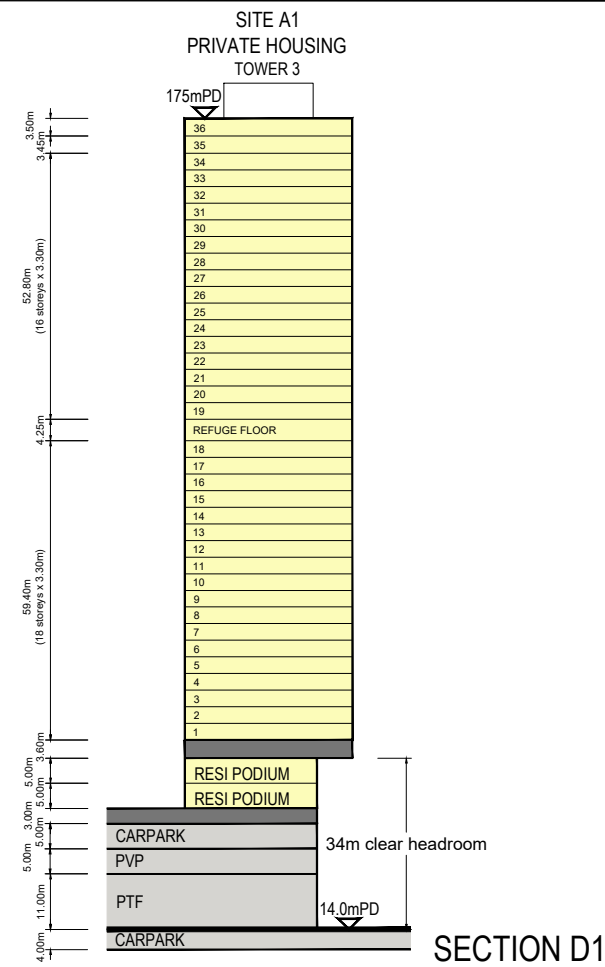 SITE A1
PRIVATE HOUSING
TOWER 3
175mPD
3.50m
3.45m
52.80m
(16 storeys x 3.30m)
4.25m
59.40m
(18 storeys x 3.30m)
3.60m
5.00m
5.00m
3.00m
5.00m
5.00m
11.00m
4.00m
36
35
34
33
32
31
30
29
28
27
26
25
24
23
22
21
20
19
REFUGE FLOOR
18
17
16
15
14
13
12
11
10
9
8
7
6
5
4
3
2
1
RESI PODIUM
RESI PODIUM
CARPARK
PVP
PTF
CARPARK
34m clear headroom
14.0mPD
SECTION D1